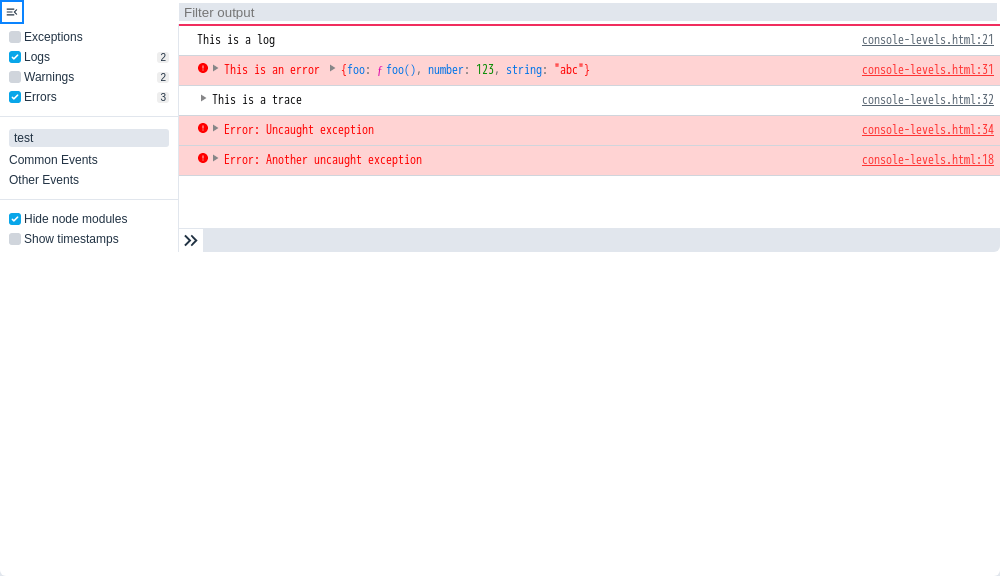 Filter output
Exceptions
Logs 2
Warnings 2
Errors 3
test
Common Events
Other Events
Hide node modules
Show timestamps
This is a log console-levels.html:21
This is an error {foo: ƒ foo(), number: 123, string: "abc"} console-levels.html:31
This is a trace console-levels.html:32
Error: Uncaught exception console-levels.html:34
Error: Another uncaught exception console-levels.html:18